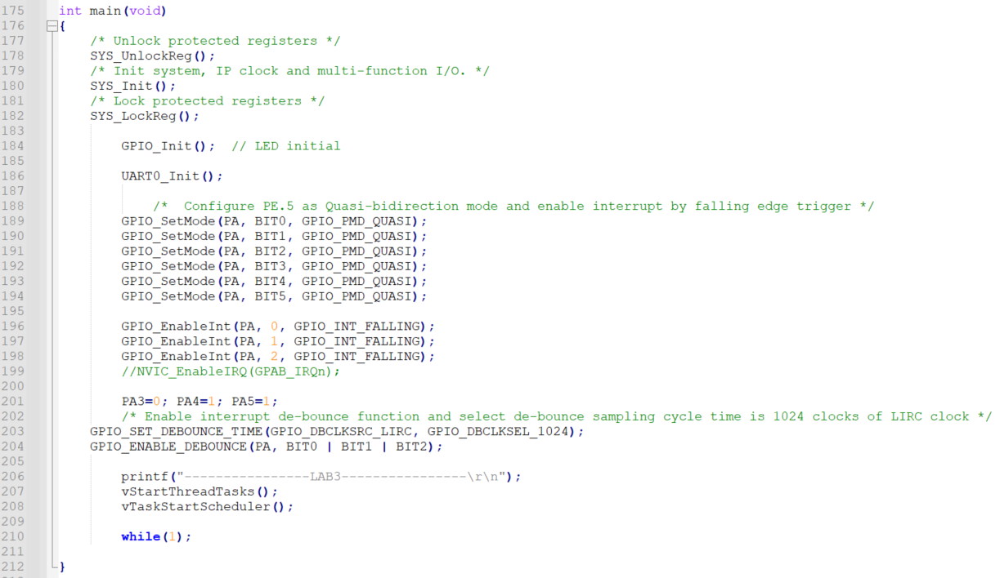 175 int main(void)
176 {
177 /* Unlock protected registers */
178 SYS_UnlockReg();
179 /* Init system, IP clock and multi-function I/O. */
180 SYS_Init();
181 /* Lock protected registers */
182 SYS_LockReg();
183
184 GPIO_Init();  // LED initial
185
186 UART0_Init();
187
188 /*  Configure PE.5 as Quasi-bidirection mode and enable interrupt by falling edge trigger */
189 GPIO_SetMode(PA, BIT0, GPIO_PMD_QUASI);
190 GPIO_SetMode(PA, BIT1, GPIO_PMD_QUASI);
191 GPIO_SetMode(PA, BIT2, GPIO_PMD_QUASI);
192 GPIO_SetMode(PA, BIT3, GPIO_PMD_QUASI);
193 GPIO_SetMode(PA, BIT4, GPIO_PMD_QUASI);
194 GPIO_SetMode(PA, BIT5, GPIO_PMD_QUASI);
195
196 GPIO_EnableInt(PA, 0, GPIO_INT_FALLING);
197 GPIO_EnableInt(PA, 1, GPIO_INT_FALLING);
198 GPIO_EnableInt(PA, 2, GPIO_INT_FALLING);
199 //NVIC_EnableIRQ(GPAB_IRQn);
200
201 PA3=0; PA4=1; PA5=1;
202 /* Enable interrupt de-bounce function and select de-bounce sampling cycle time is 1024 clocks of LIRC clock */
203 GPIO_SET_DEBOUNCE_TIME(GPIO_DBCLKSRC_LIRC, GPIO_DBCLKSEL_1024);
204 GPIO_ENABLE_DEBOUNCE(PA, BIT0 | BIT1 | BIT2);
205
206 printf("----------------LAB3----------------\r\n");
207 vStartThreadTasks();
208 vTaskStartScheduler();
209
210 while(1);
211
212 }